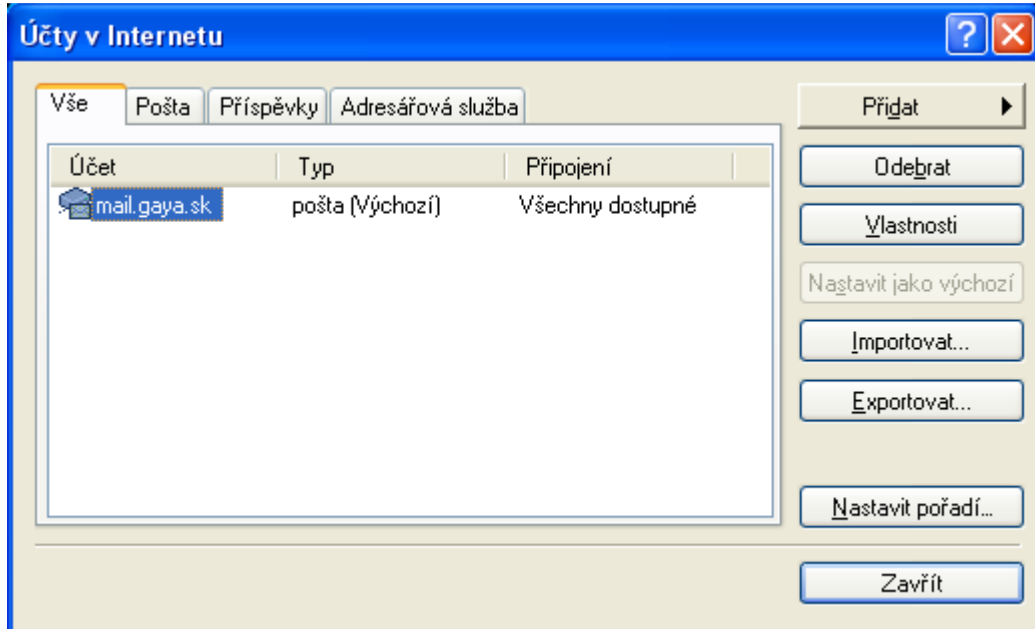 Účty v Internetu
Vše Pošta Příspěvky Adresářová služba
Účet Typ Připojení
mail.gaya.sk pošta (Výchozí) Všechny dostupné
Přidat
Odebrat
Vlastnosti
Nastavit jako výchozí
Importovat...
Exportovat...
Nastavit pořadí...
Zavřít